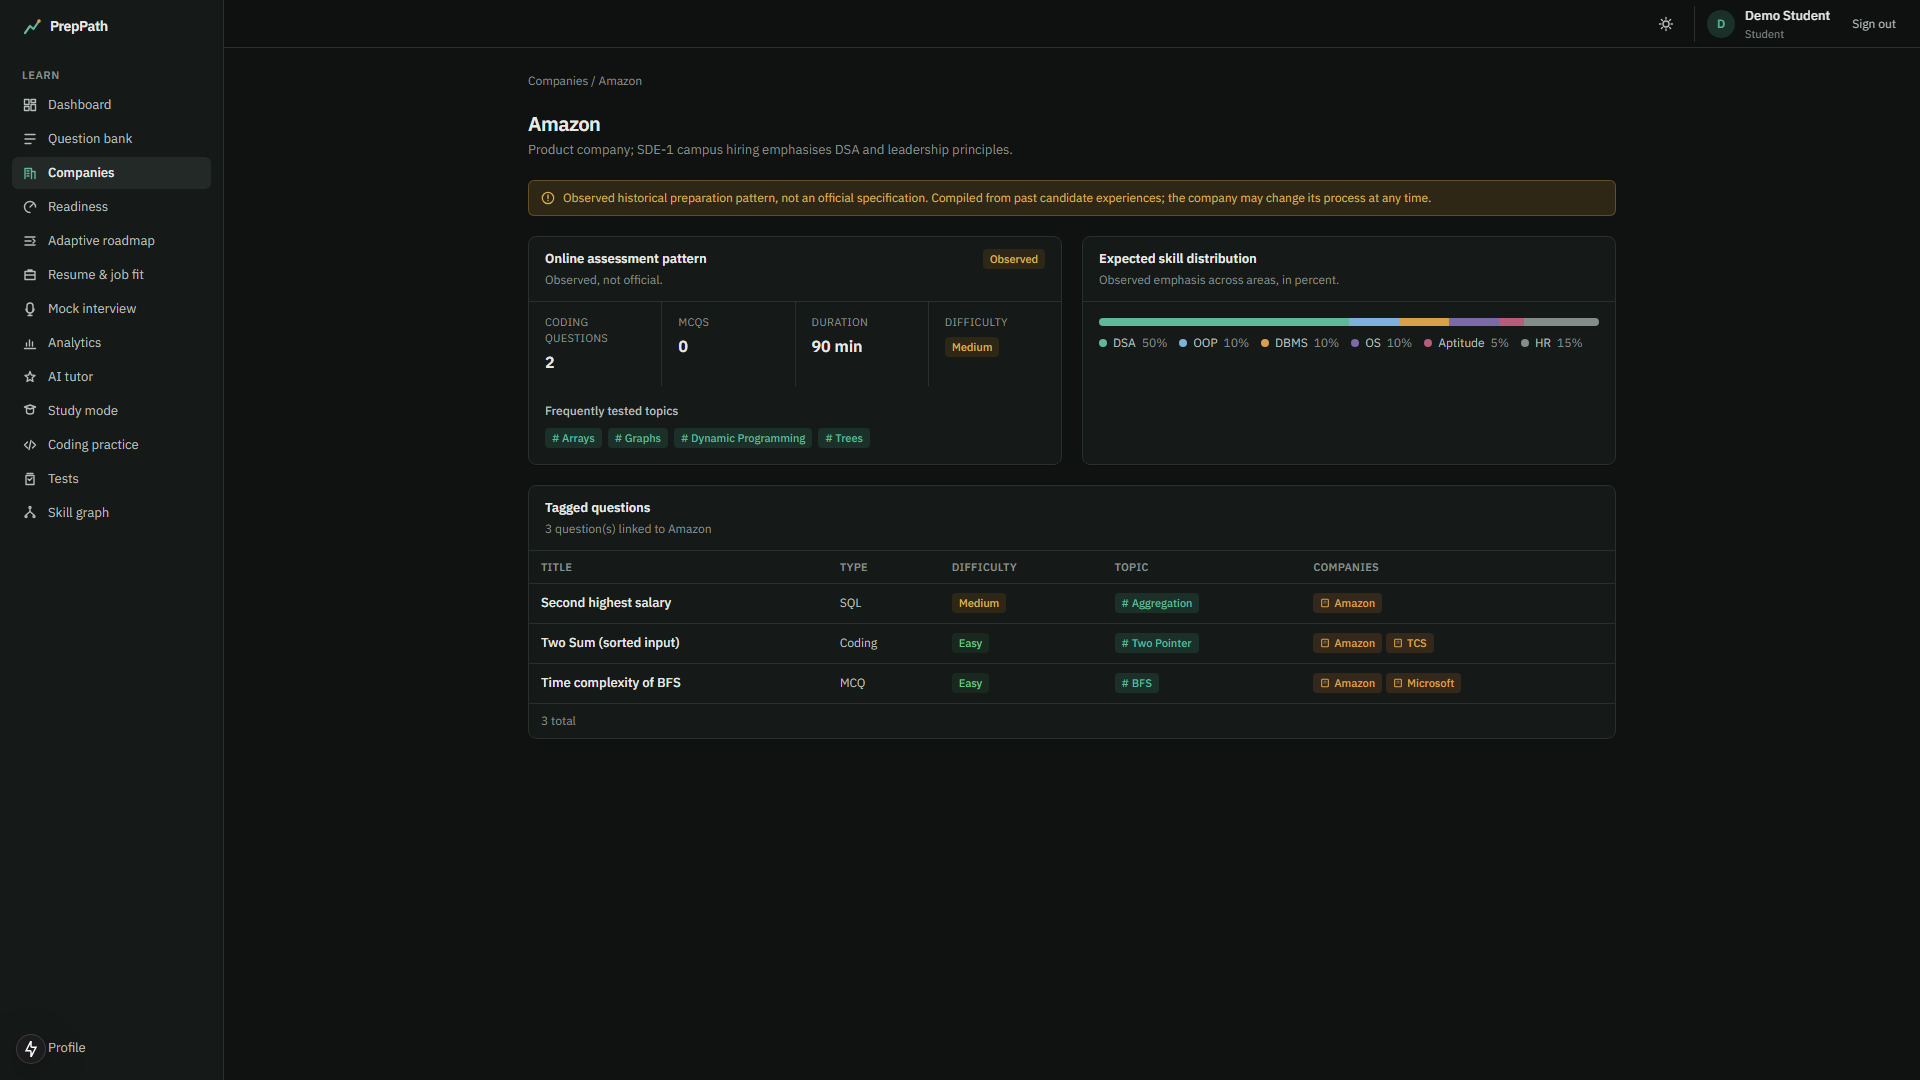 PrepPath
LEARN
Dashboard
Question bank
Companies
Readiness
Adaptive roadmap
Resume & job fit
Mock interview
Analytics
AI tutor
Study mode
Coding practice
Tests
Skill graph
Profile
D
Demo Student
Student
Sign out
Companies / Amazon
Amazon
Product company; SDE-1 campus hiring emphasises DSA and leadership principles.
Observed historical preparation pattern, not an official specification. Compiled from past candidate experiences; the company may change its process at any time.
Online assessment pattern
Observed
Observed, not official.
CODING
QUESTIONS
2
MCQS
0
DURATION
90 min
DIFFICULTY
Medium
Frequently tested topics
# Arrays # Graphs # Dynamic Programming # Trees
Expected skill distribution
Observed emphasis across areas, in percent.
DSA 50% OOP 10% DBMS 10% OS 10% Aptitude 5% HR 15%
Tagged questions
3 question(s) linked to Amazon
TITLE TYPE DIFFICULTY TOPIC COMPANIES
Second highest salary SQL Medium # Aggregation Amazon
Two Sum (sorted input) Coding Easy # Two Pointer Amazon TCS
Time complexity of BFS MCQ Easy # BFS Amazon Microsoft
3 total